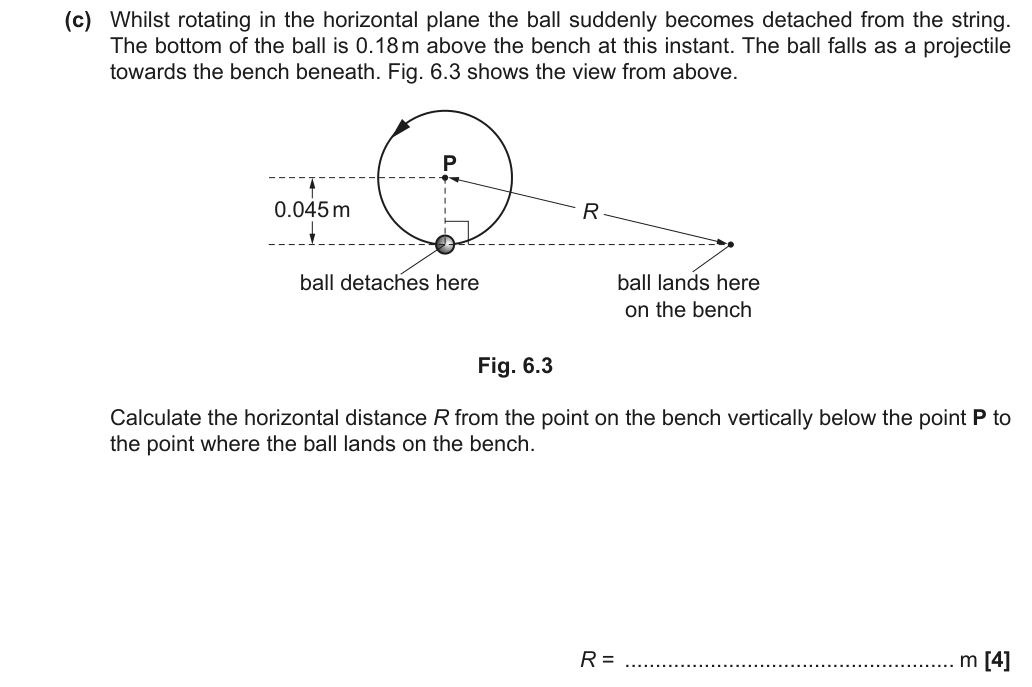 (c) Whilst rotating in the horizontal plane the ball suddenly becomes detached from the string.
The bottom of the ball is 0.18 m above the bench at this instant. The ball falls as a projectile
towards the bench beneath. Fig. 6.3 shows the view from above.
P
0.045 m
R
ball detaches here
ball lands here
on the bench
Fig. 6.3
Calculate the horizontal distance R from the point on the bench vertically below the point P to
the point where the ball lands on the bench.
R = ..................................................... m [4]